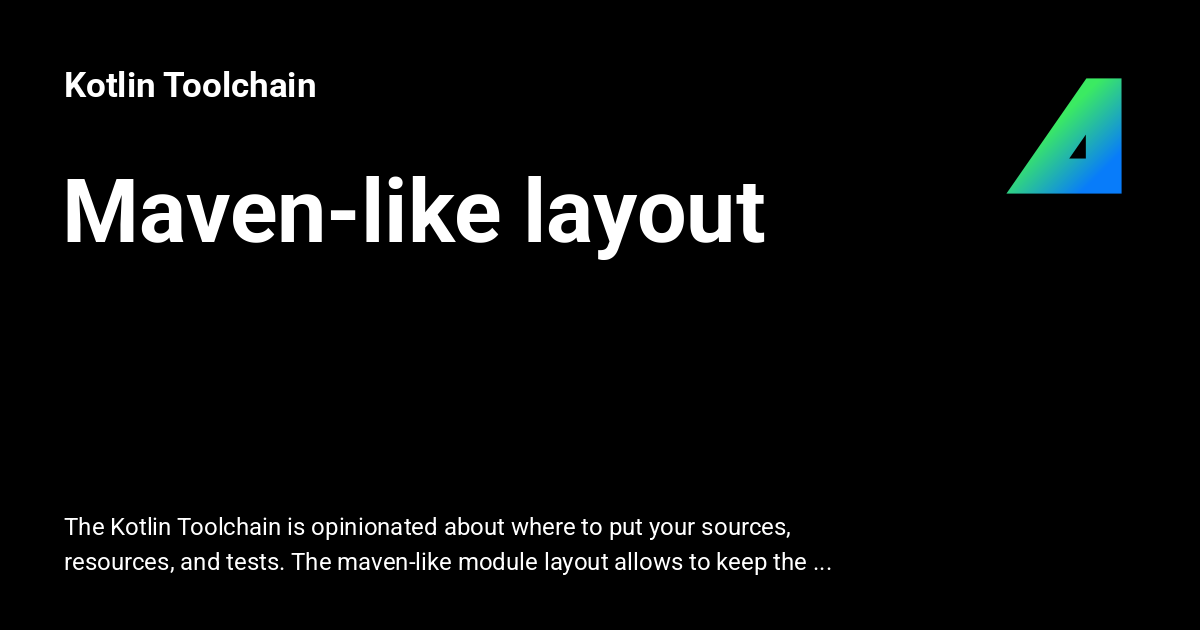 Kotlin Toolchain
Maven-like layout
The Kotlin Toolchain is opinionated about where to put your sources,
resources, and tests. The maven-like module layout allows to keep the ...